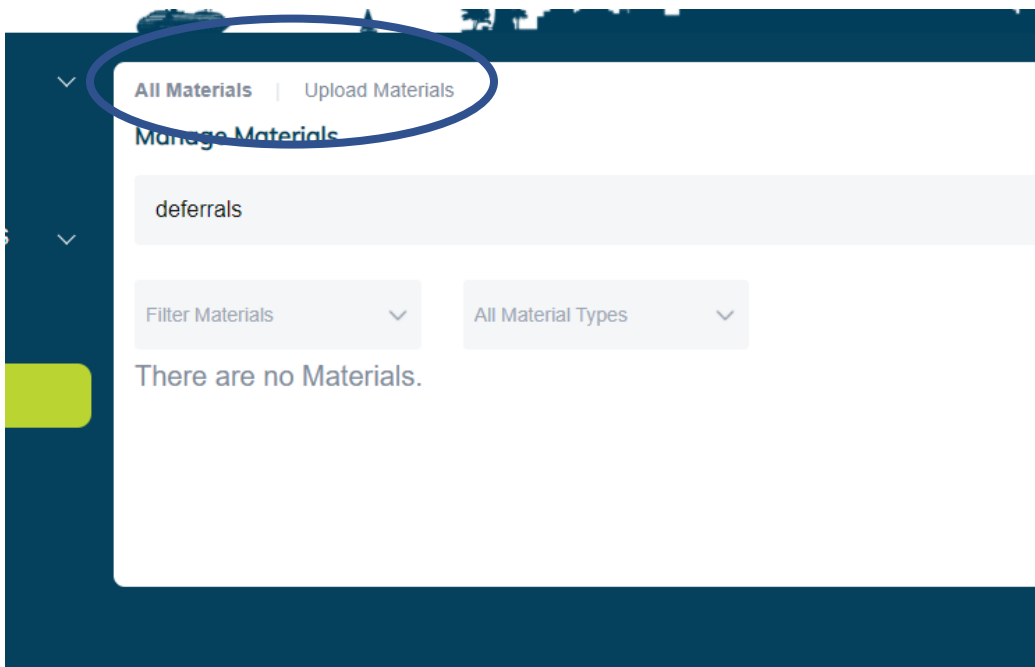 All Materials | Upload Materials
Manage Materials
deferrals
Filter Materials
All Material Types
There are no Materials.